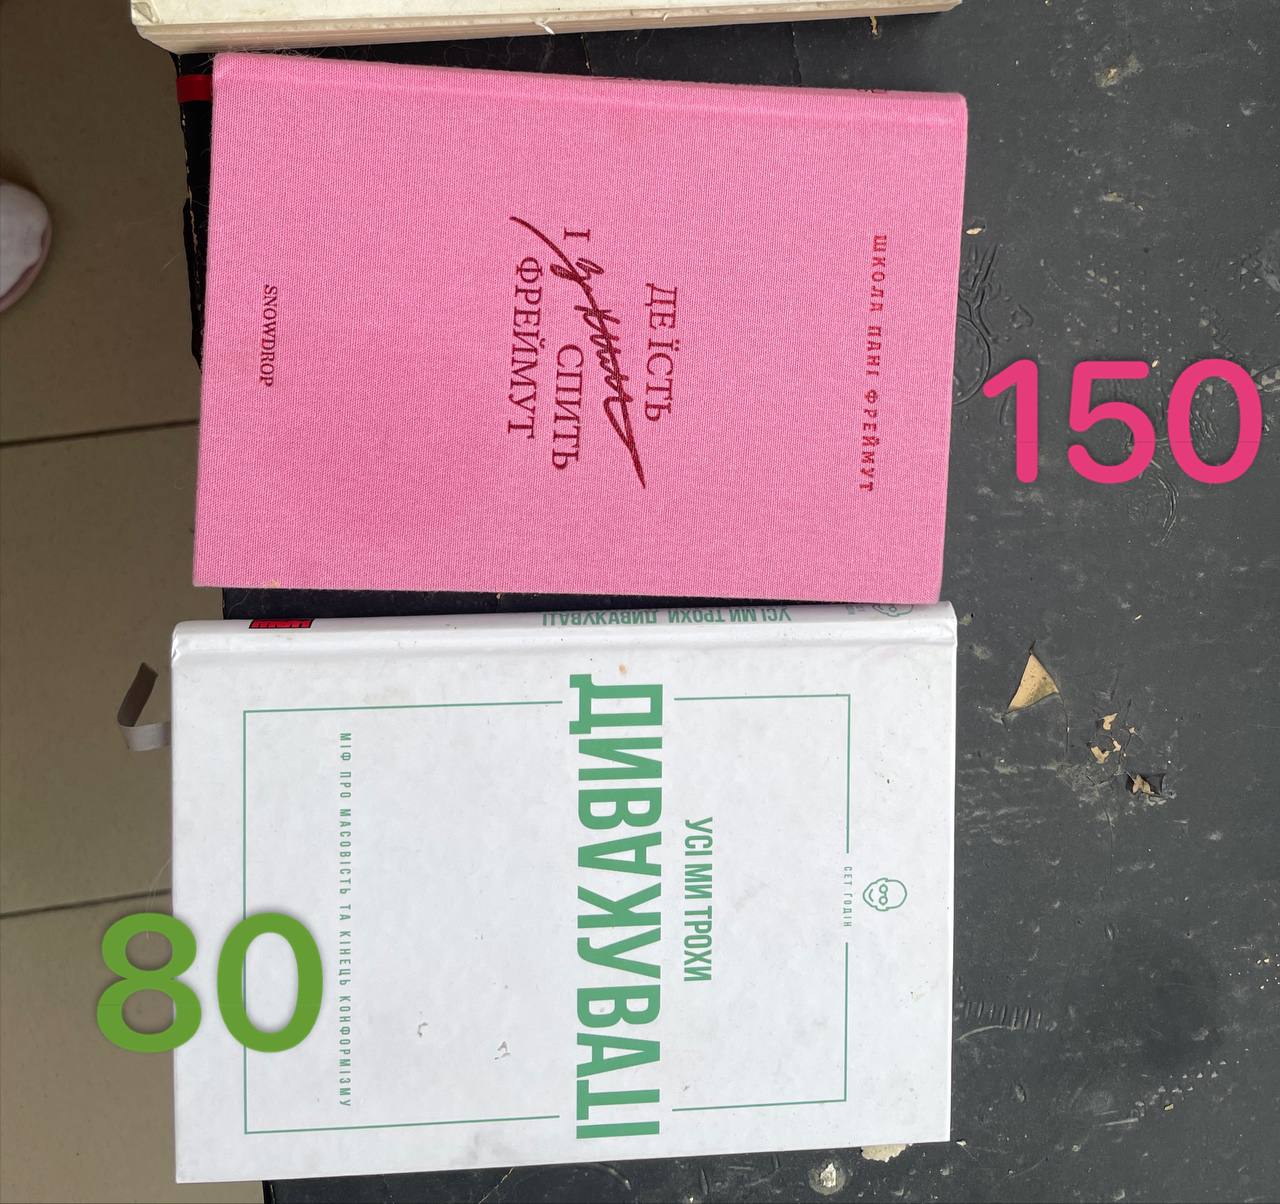 ШКОЛА ПАНІ ФРЕЙМУТ
ДЕ ЇСТЬ
І СПИТЬ
ФРЕЙМУТ
SNOWDROP
150
УСІ МИ ТРОХИ ДИВАКУВАТІ
СЕТ ГОДІН
УСІ МИ ТРОХИ
ДИВАКУВАТІ
МІФ ПРО МАСОВІСТЬ ТА КІНЕЦЬ КОНФОРМІЗМУ
80